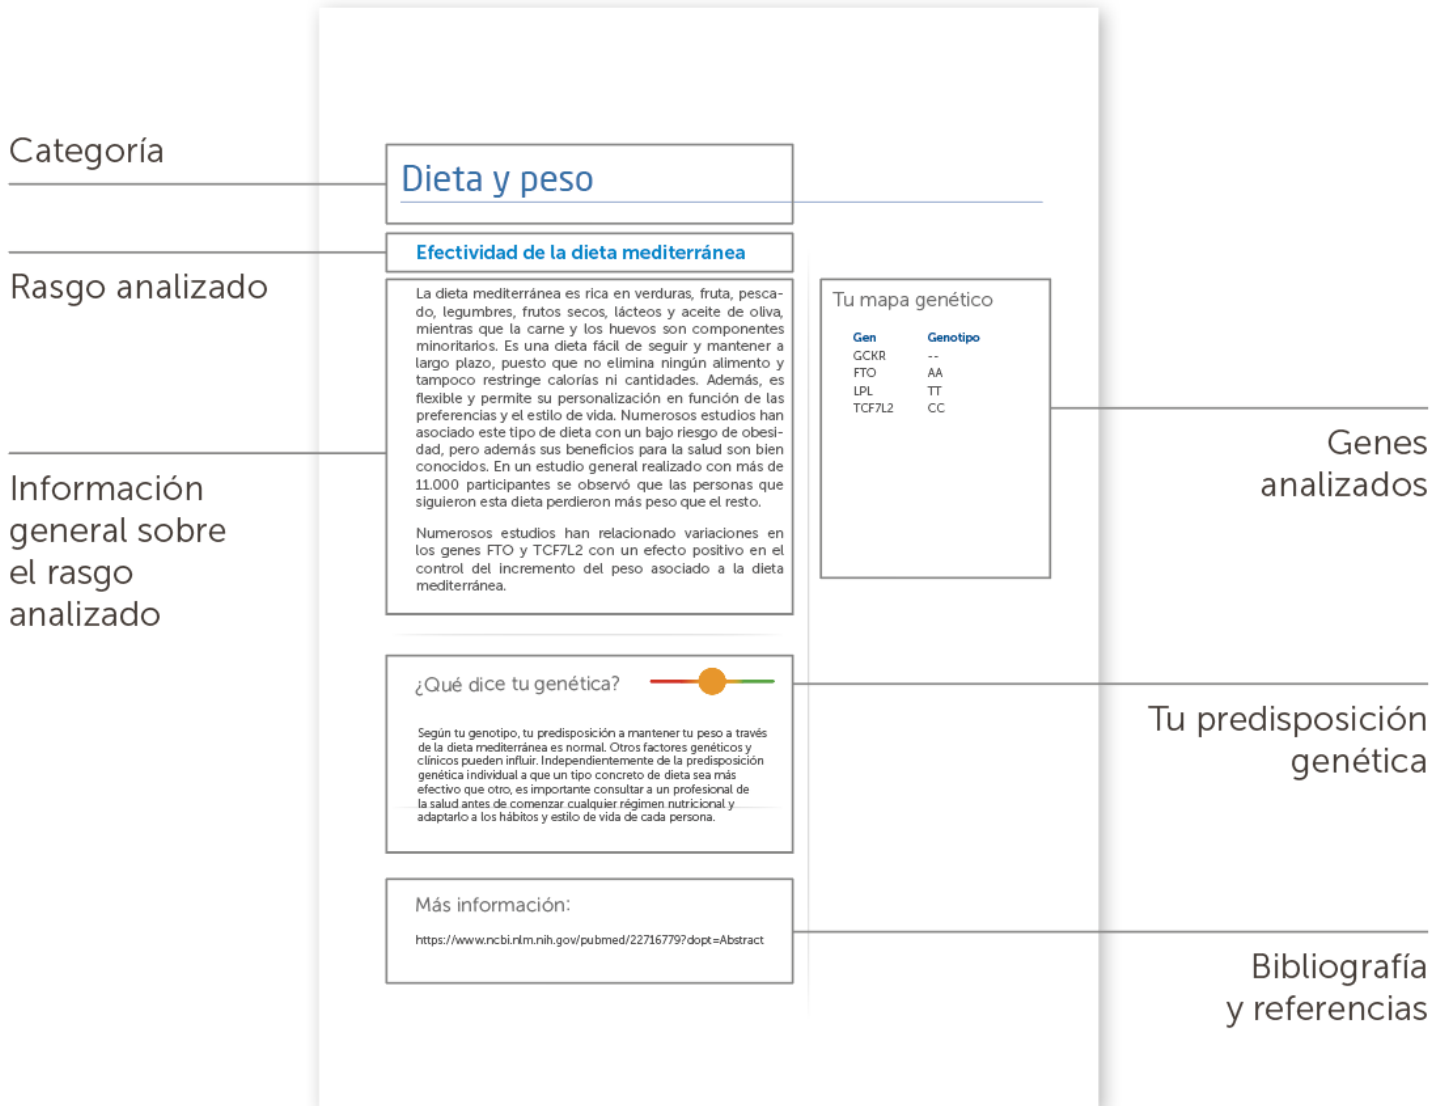 Categoría
Dieta y peso
Efectividad de la dieta mediterránea
Rasgo analizado
La dieta mediterránea es rica en verduras, fruta, pesca-
do, legumbres, frutos secos, lácteos y aceite de oliva,
mientras que la carne y los huevos son componentes
minoritarios. Es una dieta fácil de seguir y mantener a
largo plazo, puesto que no elimina ningún alimento y
tampoco restringe calorías ni cantidades. Además, es
flexible y permite su personalización en función de las
preferencias y el estilo de vida. Numerosos estudios han
asociado este tipo de dieta con un bajo riesgo de obesi-
dad, pero además sus beneficios para la salud son bien
conocidos. En un estudio general realizado con más de
11.000 participantes se observó que las personas que
siguieron esta dieta perdieron más peso que el resto.
Numerosos estudios han relacionado variaciones en
los genes FTO y TCF7L2 con un efecto positivo en el
control del incremento del peso asociado a la dieta
mediterránea.
Información
general sobre
el rasgo
analizado
Tu mapa genético
Gen Genotipo
GCKR --
FTO AA
LPL TT
TCF7L2 CC
Genes
analizados
¿Qué dice tu genética?
Según tu genotipo, tu predisposición a mantener tu peso a través
de la dieta mediterránea es normal. Otros factores genéticos y
clínicos pueden influir. Independientemente de la predisposición
genética individual a que un tipo concreto de dieta sea más
efectivo que otro, es importante consultar a un profesional de
la salud antes de comenzar cualquier régimen nutricional y
adaptarlo a los hábitos y estilo de vida de cada persona.
Tu predisposición
genética
Más información:
https://www.ncbi.nlm.nih.gov/pubmed/22716779?dopt=Abstract
Bibliografía
y referencias